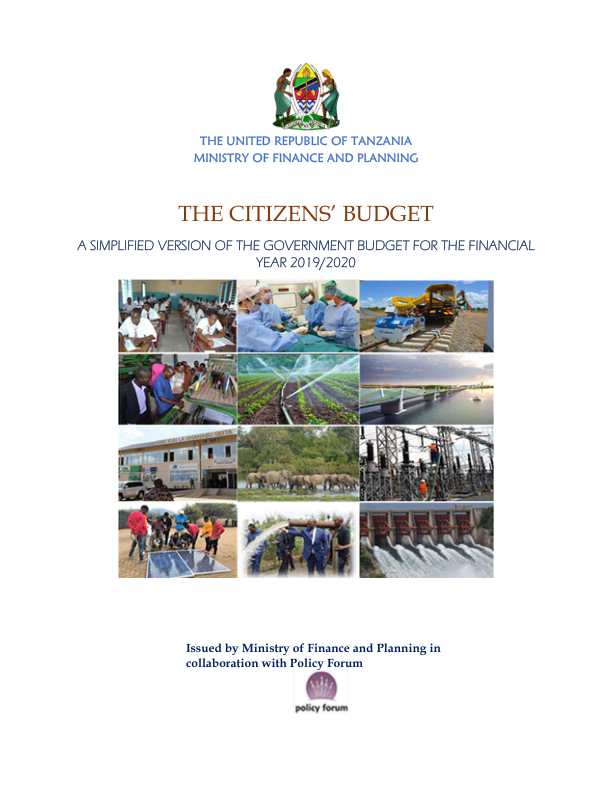 THE UNITED REPUBLIC OF TANZANIA
MINISTRY OF FINANCE AND PLANNING
THE CITIZENS’ BUDGET
A SIMPLIFIED VERSION OF THE GOVERNMENT BUDGET FOR THE FINANCIAL
YEAR 2019/2020
Issued by Ministry of Finance and Planning in
collaboration with Policy Forum
policy forum